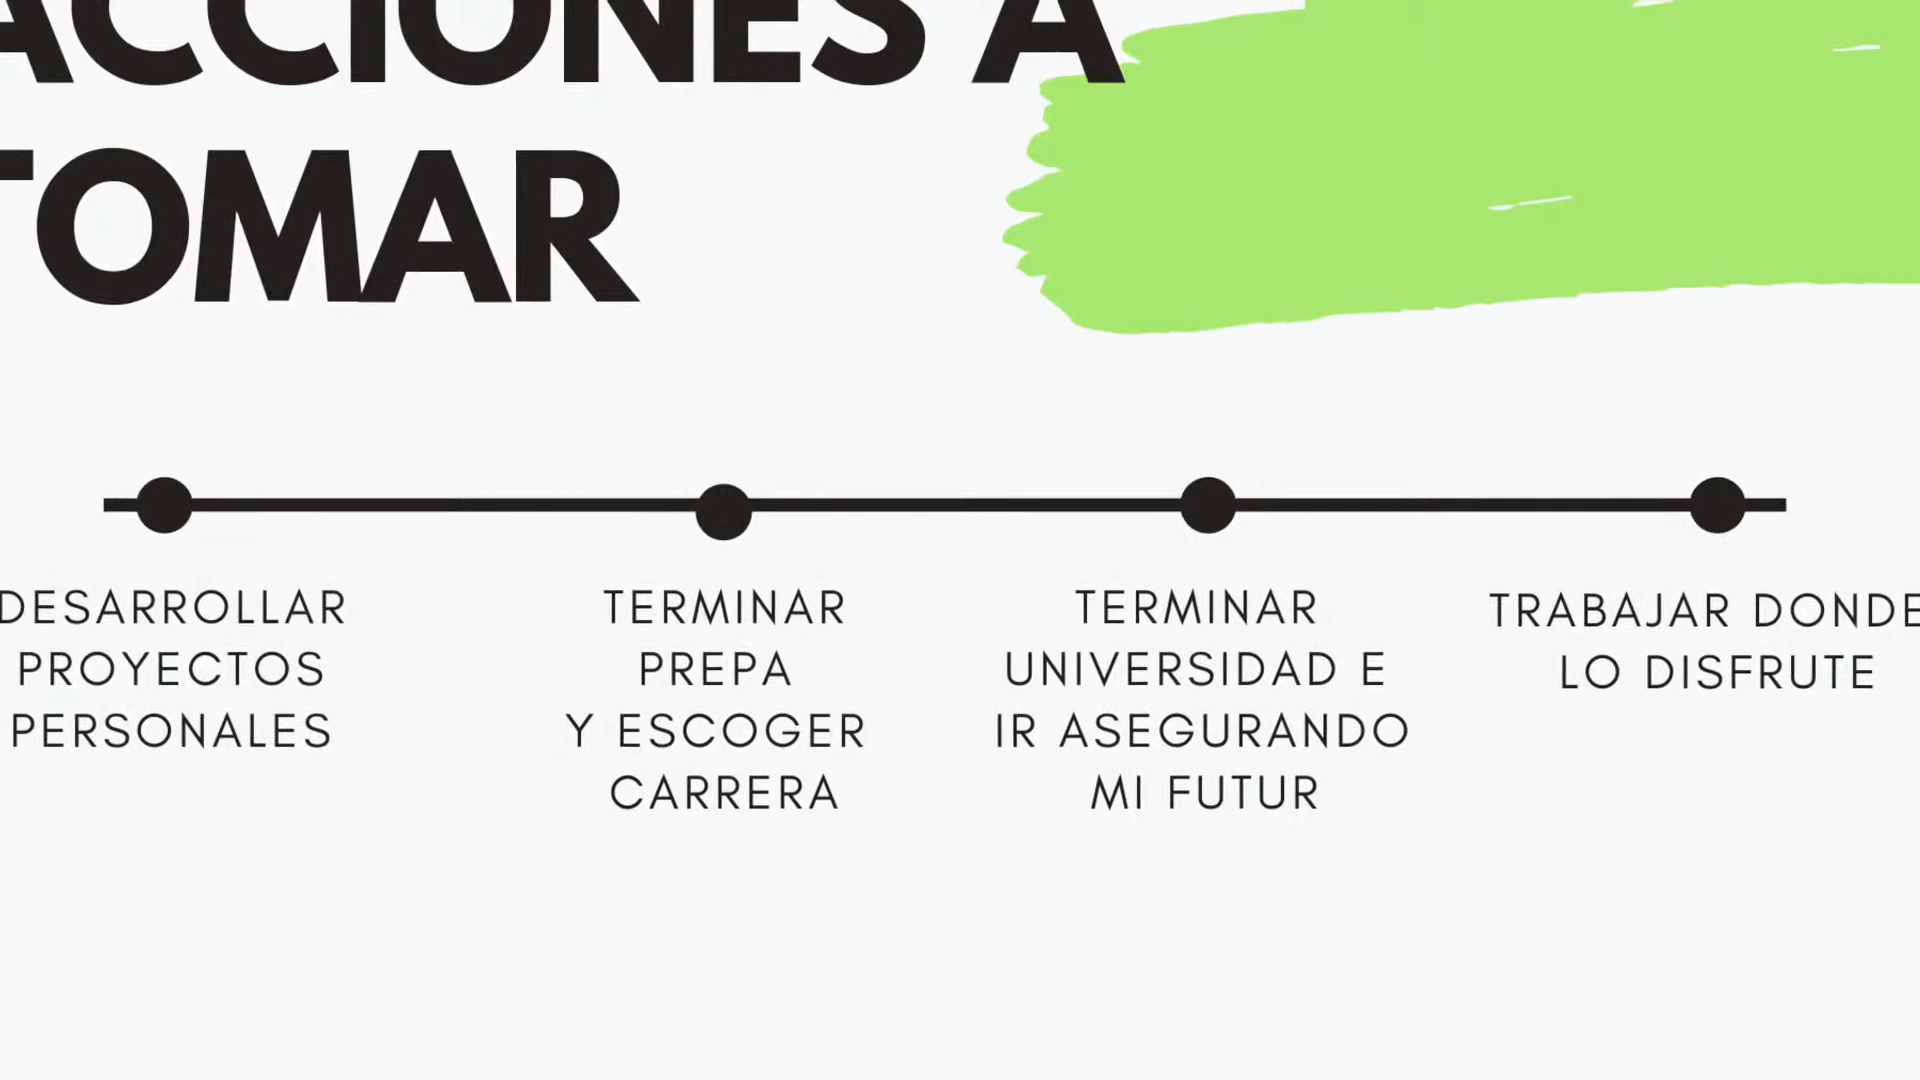 ACCIONES A
TOMAR
DESARROLLAR
PROYECTOS
PERSONALES
TERMINAR
PREPA
Y ESCOGER
CARRERA
TERMINAR
UNIVERSIDAD E
IR ASEGURANDO
MI FUTUR
TRABAJAR DONDE
LO DISFRUTE